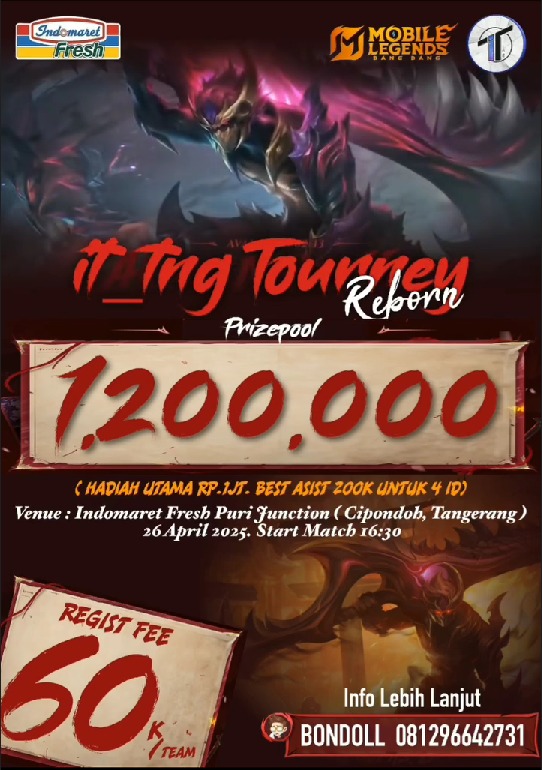 Indomaret
Fresh
MOBILE
LEGENDS
BANG BANG
T
it_Tng Tourney
Reborn
Prizepool
1,200,000
( HADIAH UTAMA RP.1JT. BEST ASIST 200K UNTUK 4 ID)
Venue : Indomaret Fresh Puri Junction ( Cipondoh, Tangerang )
26 April 2025. Start Match 16:30
REGIST FEE
60K/TEAM
Info Lebih Lanjut
BONDOLL 081296642731